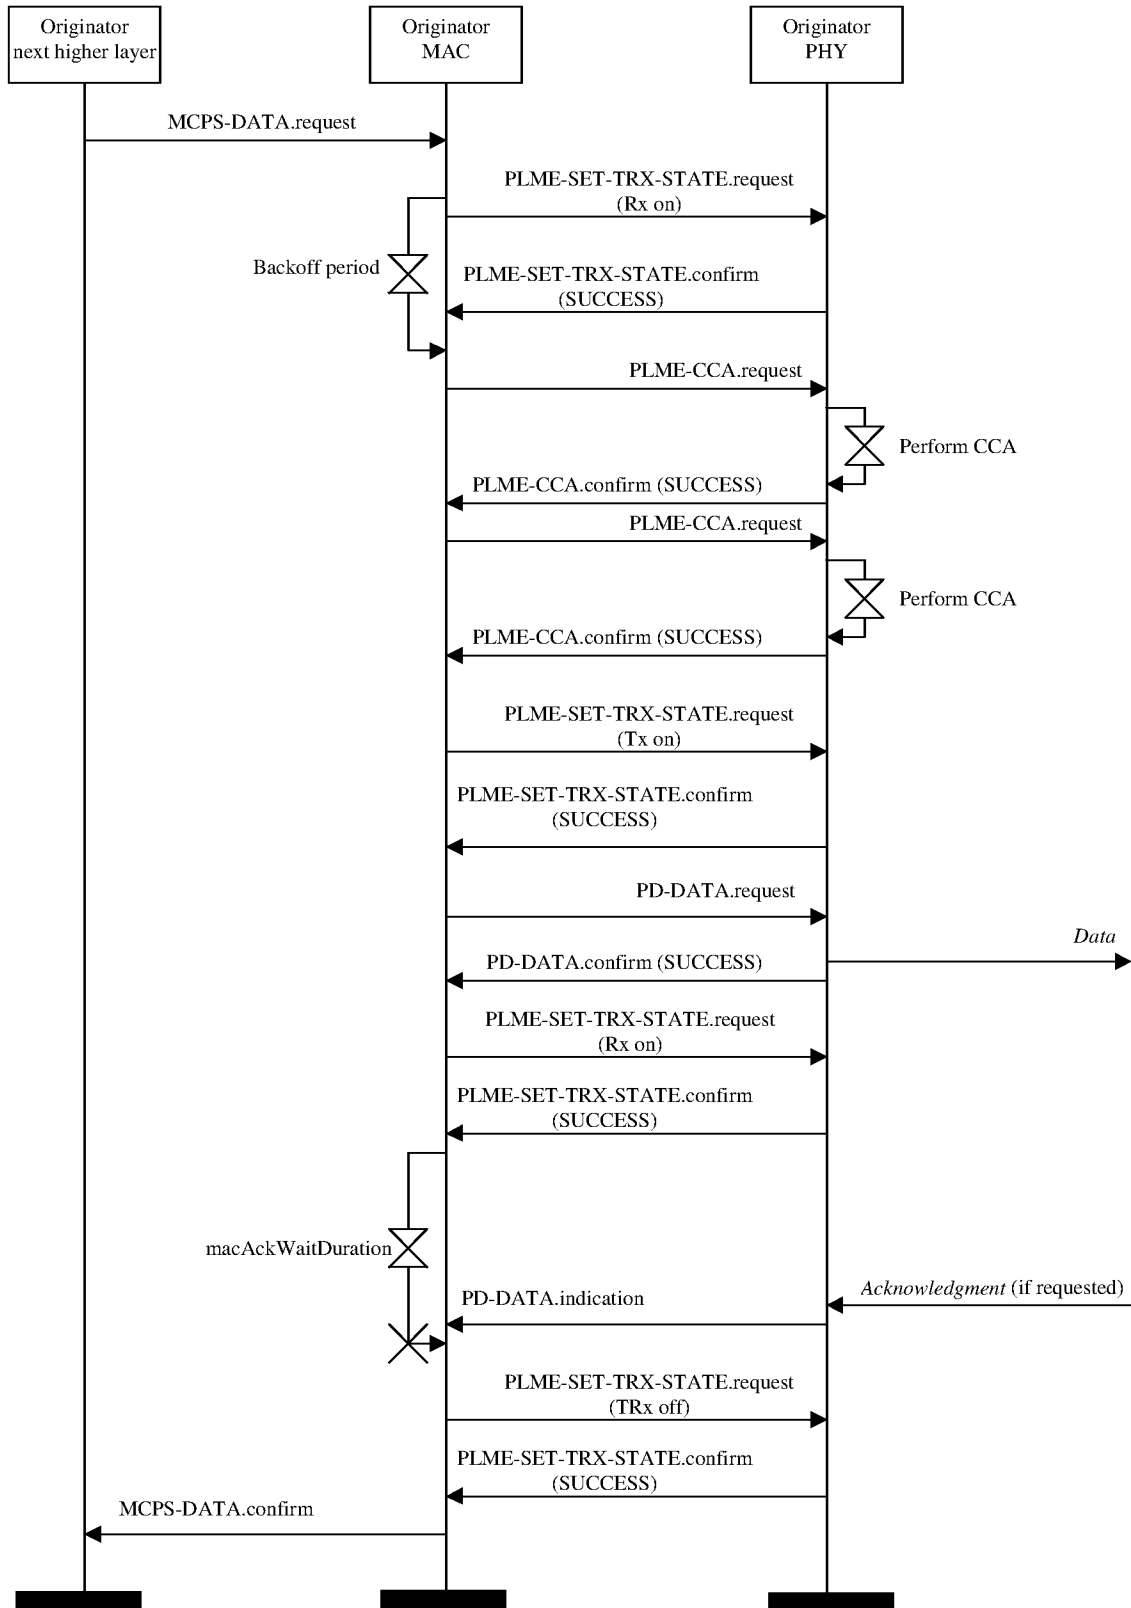 Originator
next higher layer
Originator
MAC
Originator
PHY
MCPS-DATA.request
PLME-SET-TRX-STATE.request
(Rx on)
Backoff period
PLME-SET-TRX-STATE.confirm
(SUCCESS)
PLME-CCA.request
Perform CCA
PLME-CCA.confirm (SUCCESS)
PLME-CCA.request
Perform CCA
PLME-CCA.confirm (SUCCESS)
PLME-SET-TRX-STATE.request
(Tx on)
PLME-SET-TRX-STATE.confirm
(SUCCESS)
PD-DATA.request
Data
PD-DATA.confirm (SUCCESS)
PLME-SET-TRX-STATE.request
(Rx on)
PLME-SET-TRX-STATE.confirm
(SUCCESS)
macAckWaitDuration
Acknowledgment (if requested)
PD-DATA.indication
PLME-SET-TRX-STATE.request
(TRx off)
PLME-SET-TRX-STATE.confirm
(SUCCESS)
MCPS-DATA.confirm